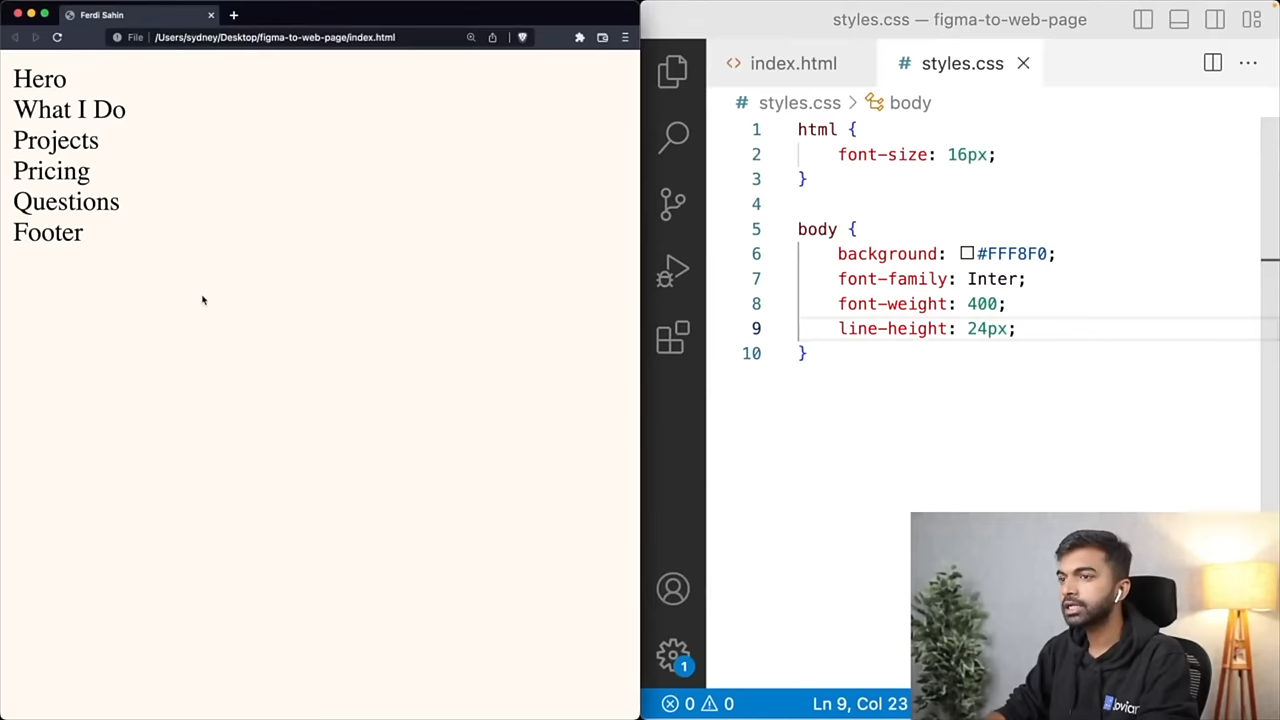 Ferdi Sahin
File /Users/sydney/Desktop/figma-to-web-page/index.html
Hero
What I Do
Projects
Pricing
Questions
Footer
styles.css — figma-to-web-page
index.html
# styles.css
# styles.css > body
1 html {
2 font-size: 16px;
3 }
4
5 body {
6 background: #FFF8F0;
7 font-family: Inter;
8 font-weight: 400;
9 line-height: 24px;
10 }
1
0 0
Ln 9, Col 23